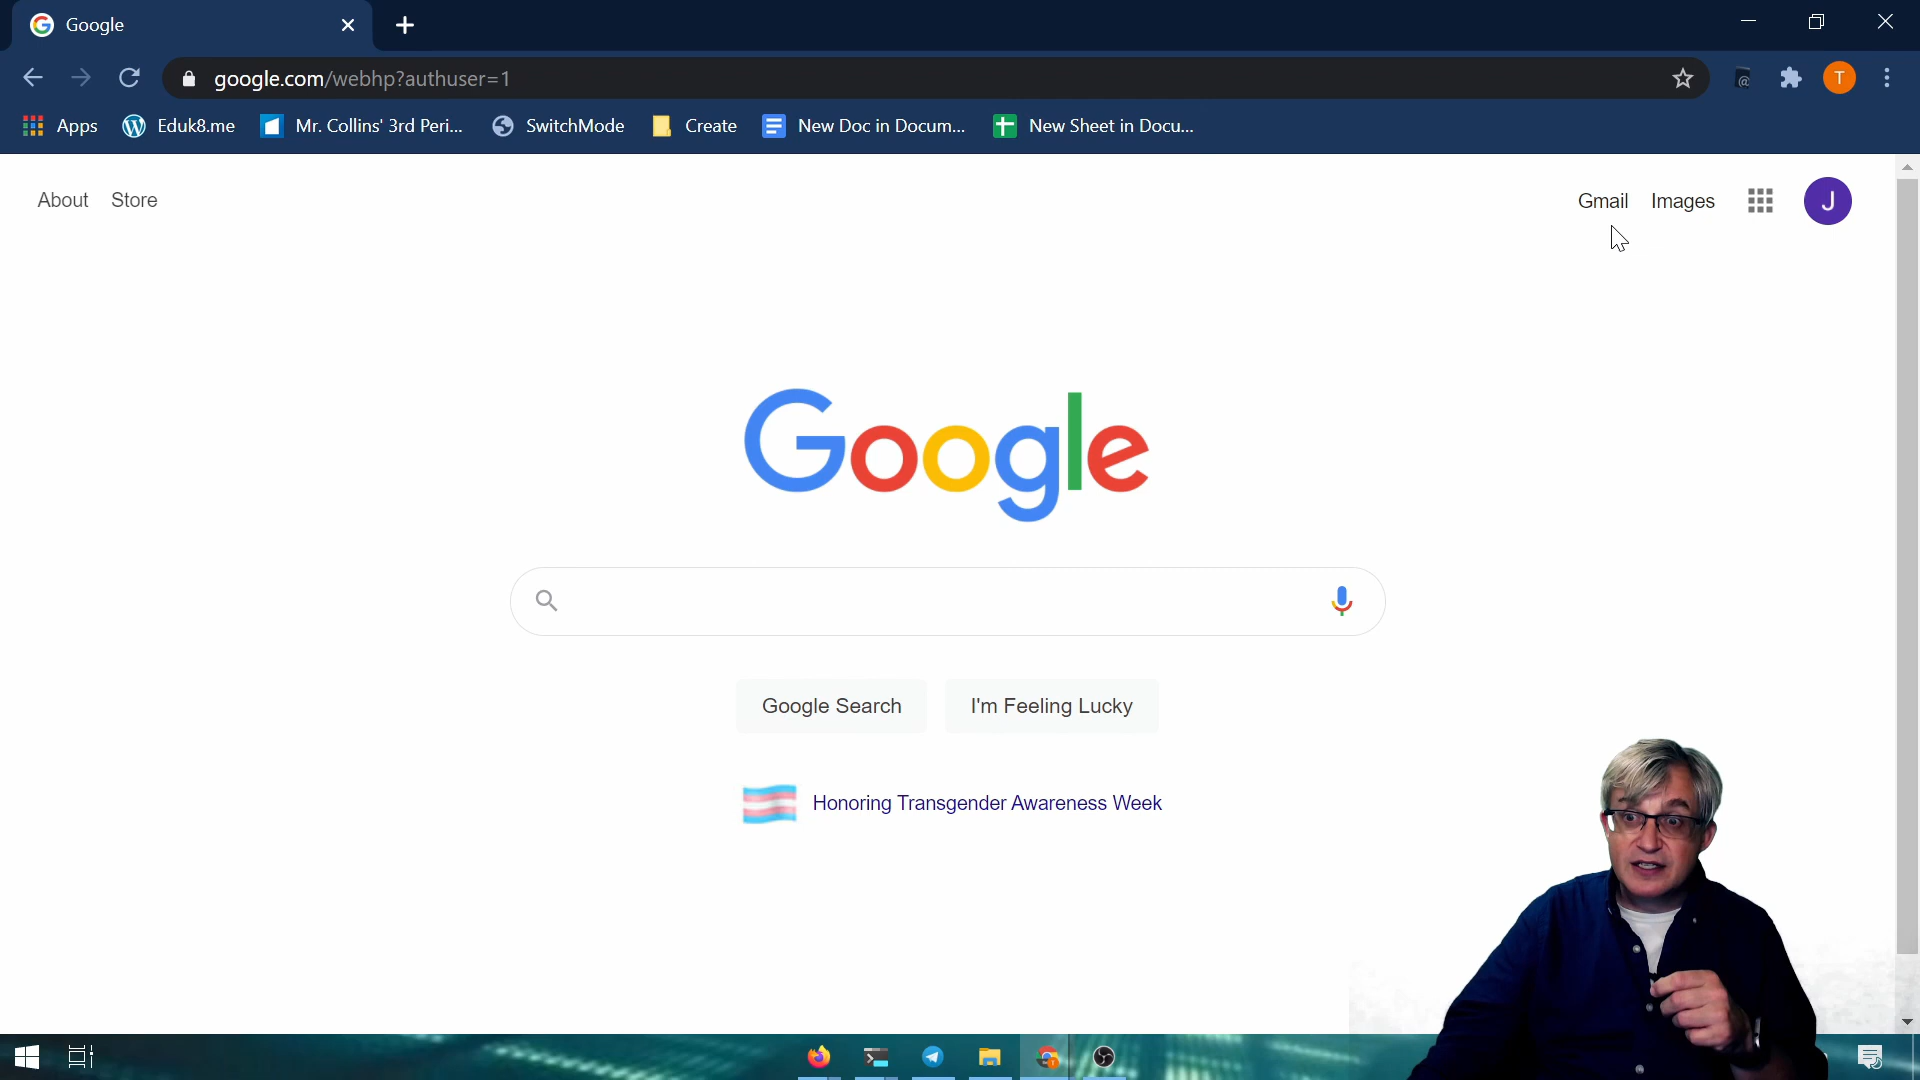 Google
google.com/webhp?authuser=1
T
Apps
Eduk8.me
Mr. Collins' 3rd Peri...
SwitchMode
Create
New Doc in Docum...
New Sheet in Docu...
About
Store
Gmail
Images
J
Google
Google Search
I'm Feeling Lucky
Honoring Transgender Awareness Week